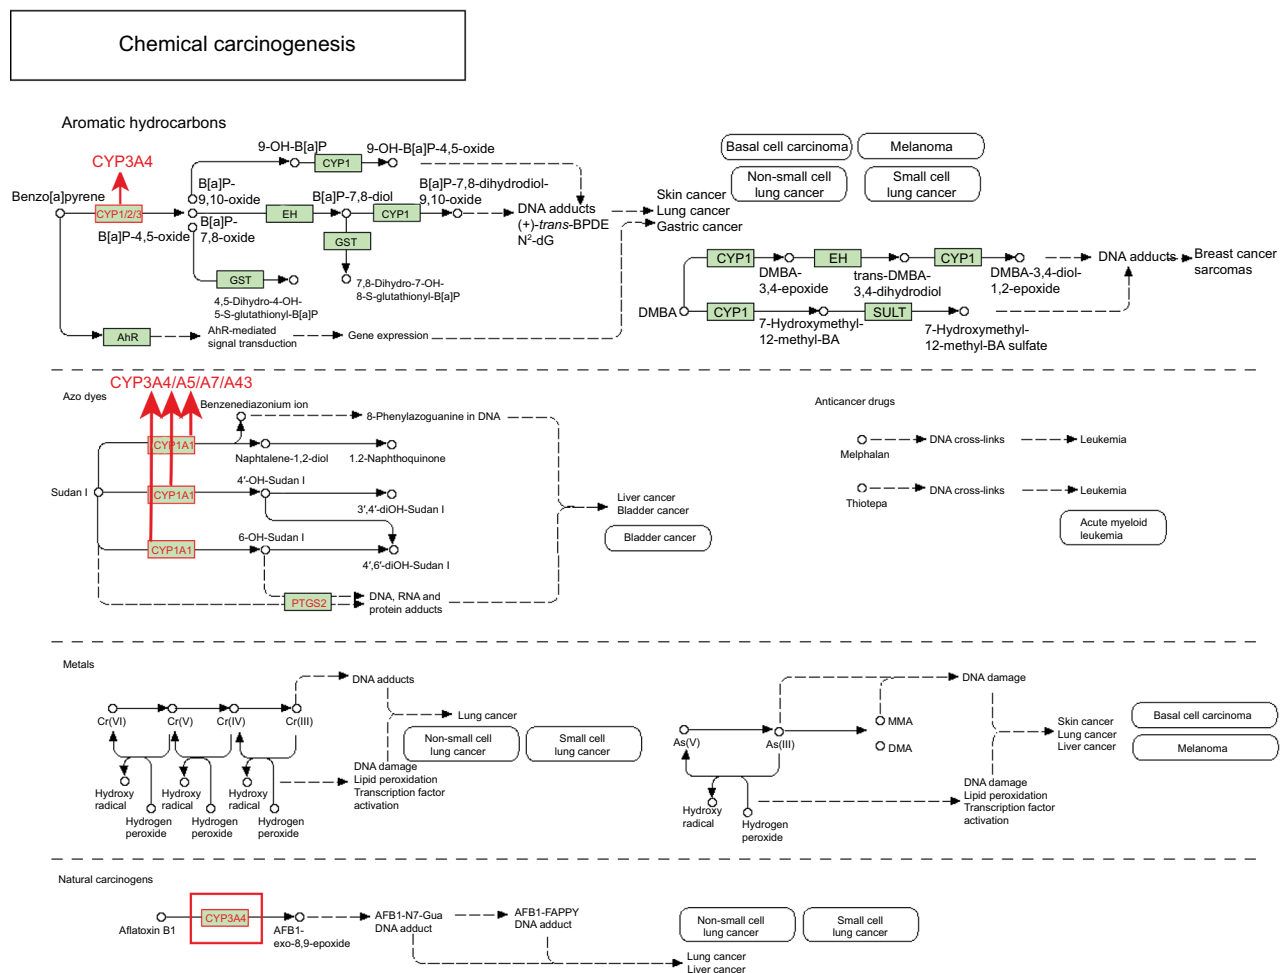 Chemical carcinogenesis
Aromatic hydrocarbons
CYP3A4
Benzo[a]pyrene
CYP1/2/3
B[a]P-4,5-oxide
9-OH-B[a]P
CYP1
9-OH-B[a]P-4,5-oxide
B[a]P-
9,10-oxide
B[a]P-
7,8-oxide
EH
B[a]P-7,8-diol
CYP1
B[a]P-7,8-dihydrodiol-
9,10-oxide
GST
GST
4,5-Dihydro-4-OH-
5-S-glutathionyl-B[a]P
7,8-Dihydro-7-OH-
8-S-glutathionyl-B[a]P
DNA adducts
(+)-trans-BPDE
N²-dG
Skin cancer
Lung cancer
Gastric cancer
AhR
AhR-mediated
signal transduction
Gene expression
Basal cell carcinoma
Melanoma
Non-small cell
lung cancer
Small cell
lung cancer
DMBA
CYP1
DMBA-
3,4-epoxide
EH
trans-DMBA-
3,4-dihydrodiol
CYP1
DMBA-3,4-diol-
1,2-epoxide
DNA adducts
Breast cancer
sarcomas
CYP1
7-Hydroxymethyl-
12-methyl-BA
SULT
7-Hydroxymethyl-
12-methyl-BA sulfate
CYP3A4/A5/A7/A43
Azo dyes
Benzenediazonium ion
8-Phenylazoguanine in DNA
CYP1A1
Naphtalene-1,2-diol
1.2-Naphthoquinone
Sudan I
CYP1A1
4′-OH-Sudan I
3′,4′-diOH-Sudan I
CYP1A1
6-OH-Sudan I
4′,6′-diOH-Sudan I
PTGS2
DNA, RNA and
protein adducts
Liver cancer
Bladder cancer
Bladder cancer
Anticancer drugs
Melphalan
DNA cross-links
Leukemia
Thiotepa
DNA cross-links
Leukemia
Acute myeloid
leukemia
Metals
Cr(VI)
Cr(V)
Cr(IV)
Cr(III)
DNA adducts
Lung cancer
Non-small cell
lung cancer
Small cell
lung cancer
Hydroxy
radical
Hydroxy
radical
Hydroxy
radical
Hydrogen
peroxide
Hydrogen
peroxide
Hydrogen
peroxide
DNA damage
Lipid peroxidation
Transcription factor
activation
As(V)
As(III)
MMA
DMA
DNA damage
Hydroxy
radical
Hydrogen
peroxide
DNA damage
Lipid peroxidation
Transcription factor
activation
Skin cancer
Lung cancer
Liver cancer
Basal cell carcinoma
Melanoma
Natural carcinogens
Aflatoxin B1
CYP3A4
AFB1-
exo-8,9-epoxide
AFB1-N7-Gua
DNA adduct
AFB1-FAPPY
DNA adduct
Non-small cell
lung cancer
Small cell
lung cancer
Lung cancer
Liver cancer